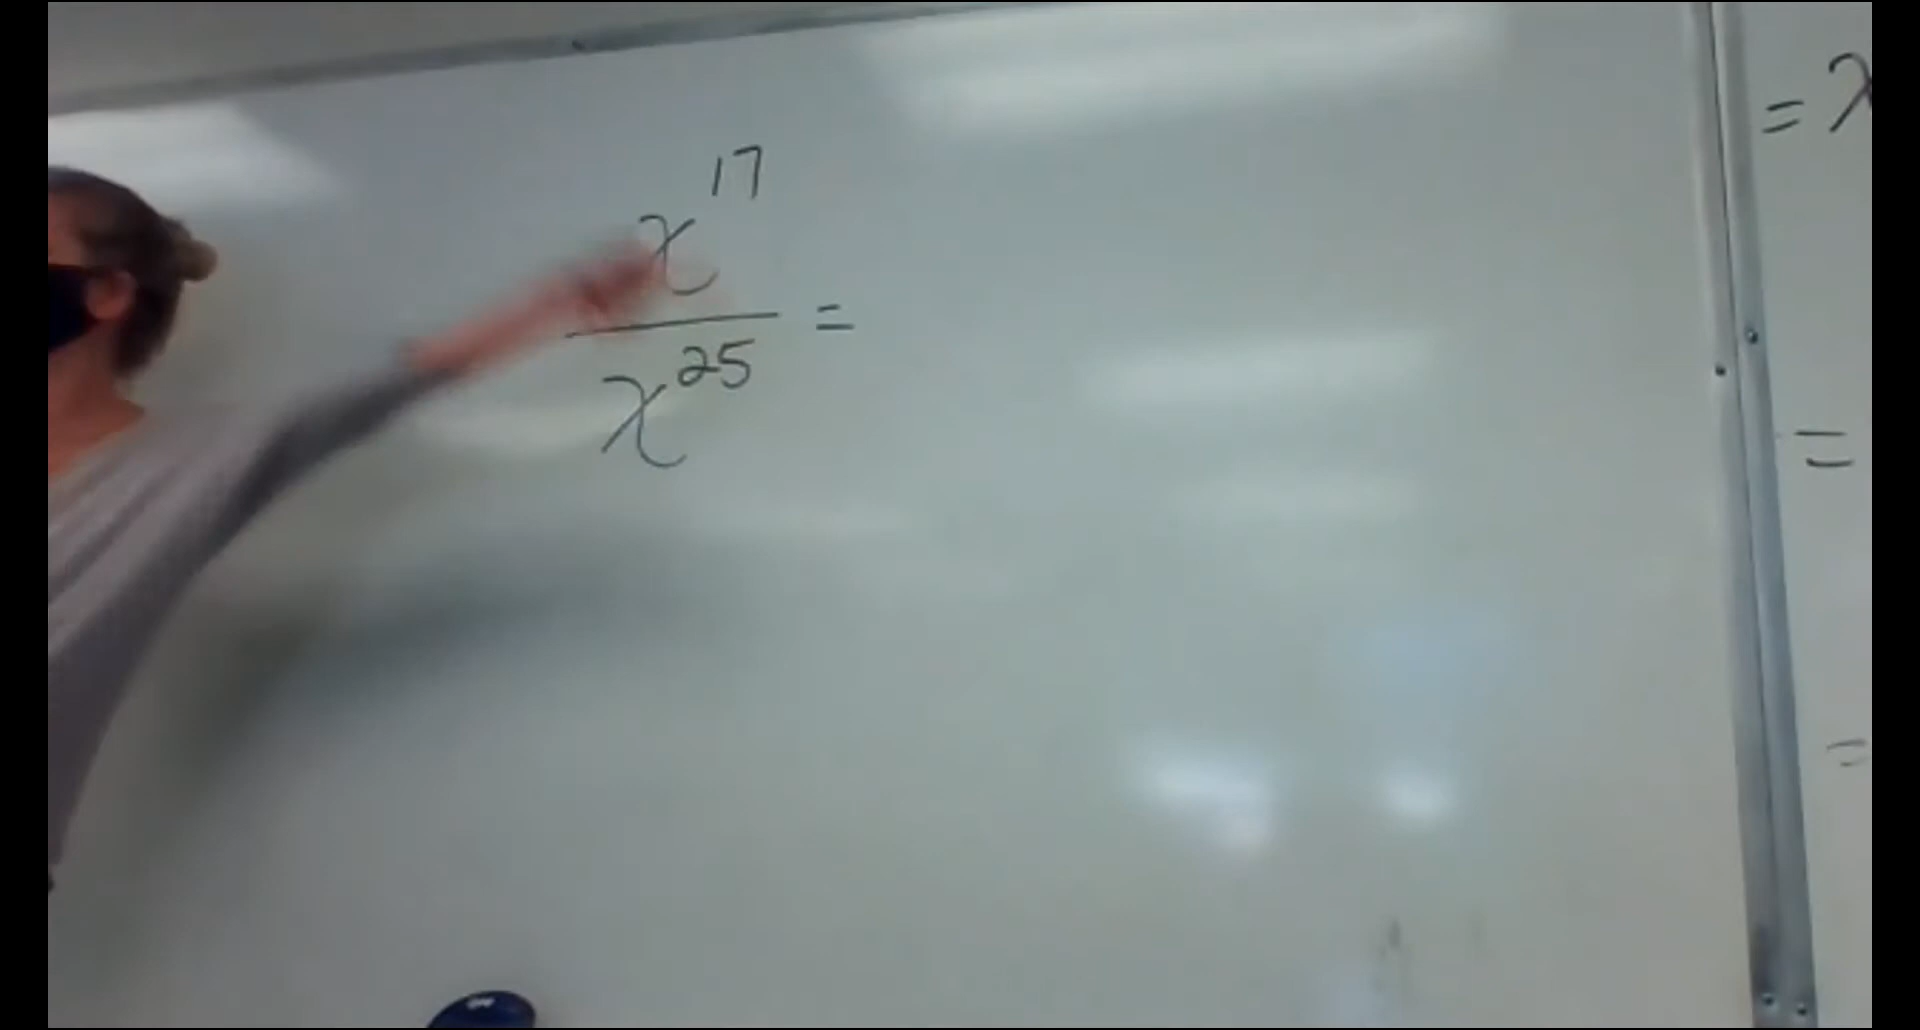 x^17
x^25 =
= x
=
=